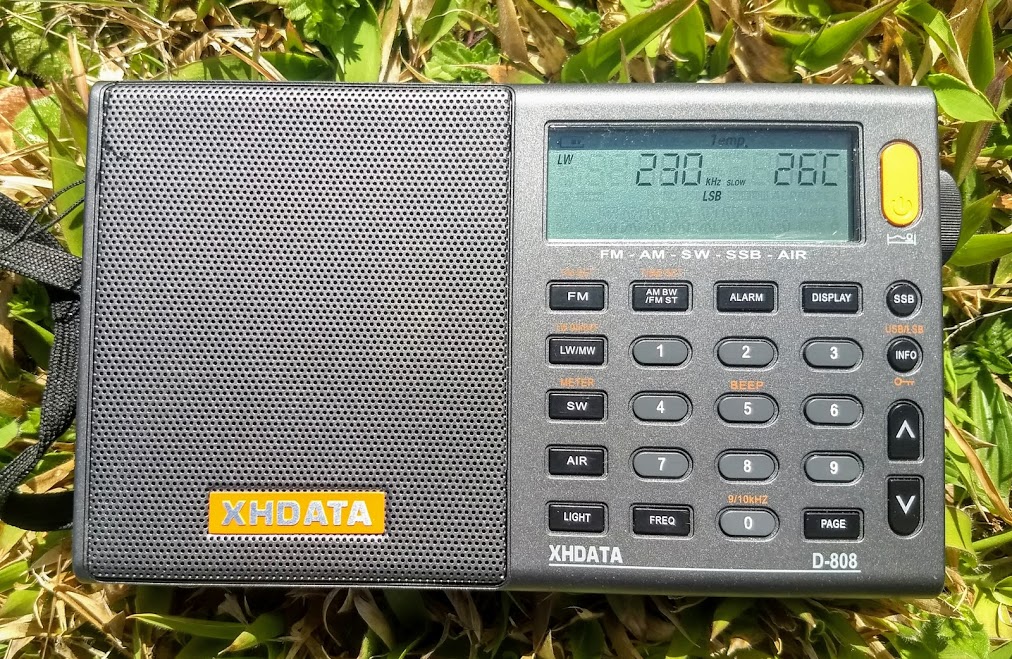 Temp.
LW 230 kHz SLOW 26C
LSB
FM - AM - SW - SSB - AIR
FM AM BW /FM ST ALARM DISPLAY SSB
USB/LSB
LW/MW 1 2 3 INFO
METER BEEP
SW 4 5 6
AIR 7 8 9
9/10kHZ
LIGHT FREQ 0 PAGE
XHDATA
XHDATA D-808